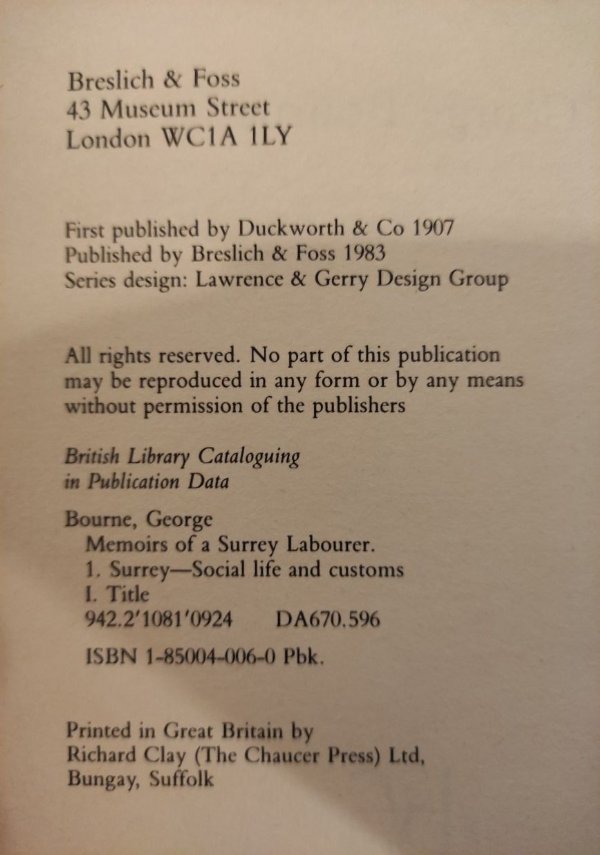 Breslich & Foss
43 Museum Street
London WC1A 1LY
First published by Duckworth & Co 1907
Published by Breslich & Foss 1983
Series design: Lawrence & Gerry Design Group
All rights reserved. No part of this publication
may be reproduced in any form or by any means
without permission of the publishers
British Library Cataloguing
in Publication Data
Bourne, George
Memoirs of a Surrey Labourer.
1. Surrey—Social life and customs
I. Title
942.2'1081'0924 DA670.S96
ISBN 1-85004-006-0 Pbk.
Printed in Great Britain by
Richard Clay (The Chaucer Press) Ltd,
Bungay, Suffolk